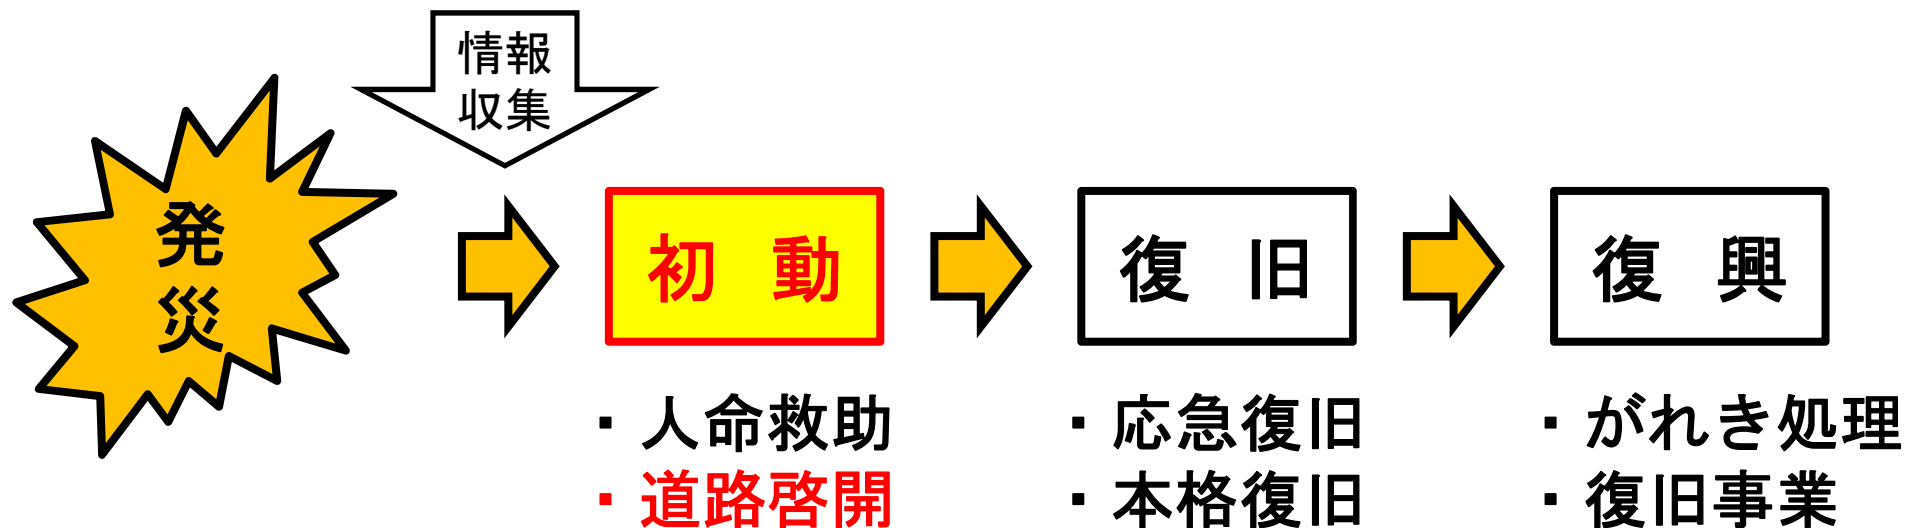 情報
収集
発
災
初　動
復　旧
復　興
・人命救助
・道路啓開
・応急復旧
・本格復旧
・がれき処理
・復旧事業